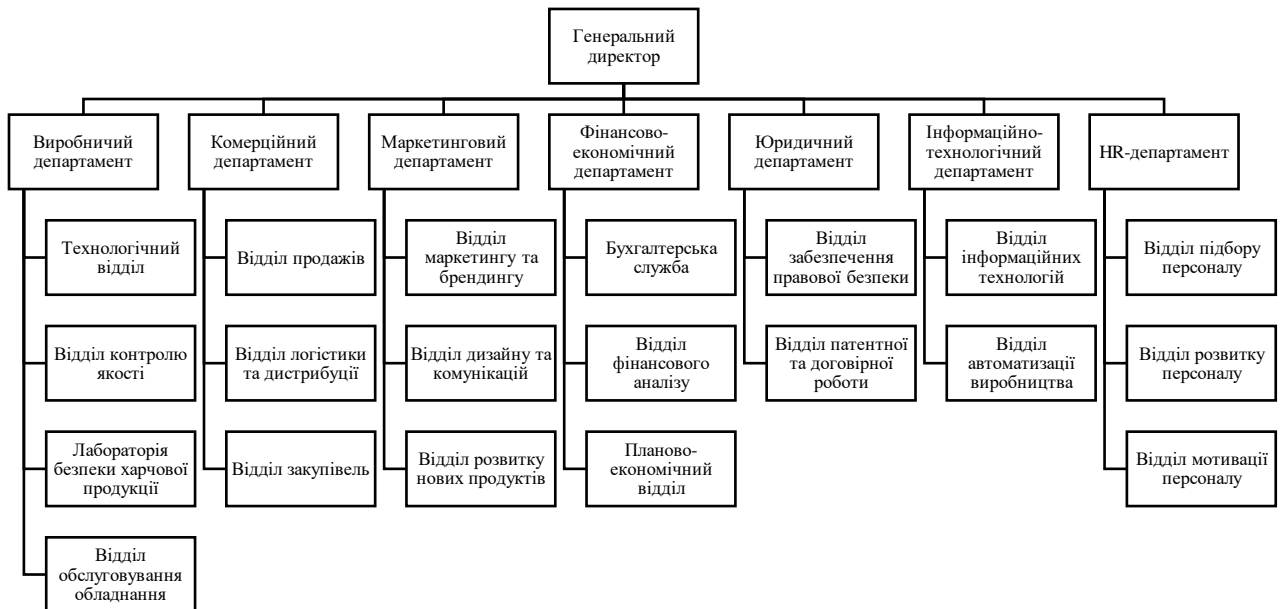 Генеральний
директор
Виробничий
департамент
Комерційний
департамент
Маркетинговий
департамент
Фінансово-
економічний
департамент
Юридичний
департамент
Інформаційно-
технологічний
департамент
HR-департамент
Технологічний
відділ
Відділ продажів
Відділ
маркетингу та
брендингу
Бухгалтерська
служба
Відділ
забезпечення
правової безпеки
Відділ
інформаційних
технологій
Відділ підбору
персоналу
Відділ контролю
якості
Відділ логістики
та дистрибуції
Відділ дизайну та
комунікацій
Відділ
фінансового
аналізу
Відділ патентної
та договірної
роботи
Відділ
автоматизації
виробництва
Відділ розвитку
персоналу
Лабораторія
безпеки харчової
продукції
Відділ закупівель
Відділ розвитку
нових продуктів
Планово-
економічний
відділ
Відділ мотивації
персоналу
Відділ
обслуговування
обладнання